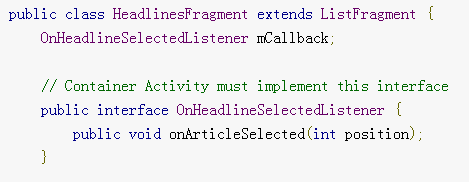 public class HeadlinesFragment extends ListFragment {
    OnHeadlineSelectedListener mCallback;

    // Container Activity must implement this interface
    public interface OnHeadlineSelectedListener {
        public void onArticleSelected(int position);
    }